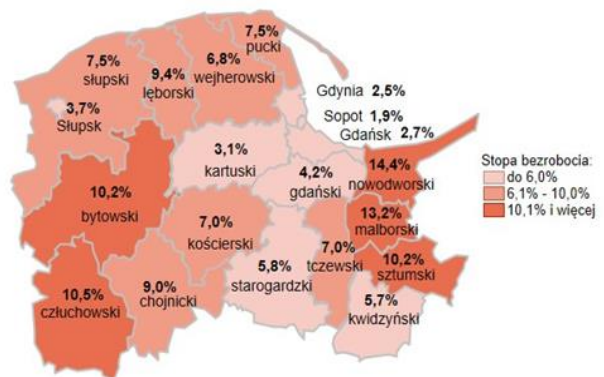 7,5%
pucki
7,5%
słupski
9,4%
lęborski
6,8%
wejherowski
3,7%
Słupsk
Gdynia 2,5%
Sopot 1,9%
Gdańsk 2,7%
3,1%
kartuski
4,2%
gdański
14,4%
nowodworski
10,2%
bytowski
7,0%
kościerski
13,2%
malborski
5,8%
starogardzki
7,0%
tczewski
10,2%
sztumski
10,5%
człuchowski
9,0%
chojnicki
5,7%
kwidzyński
Stopa bezrobocia:
do 6,0%
6,1% - 10,0%
10,1% i więcej